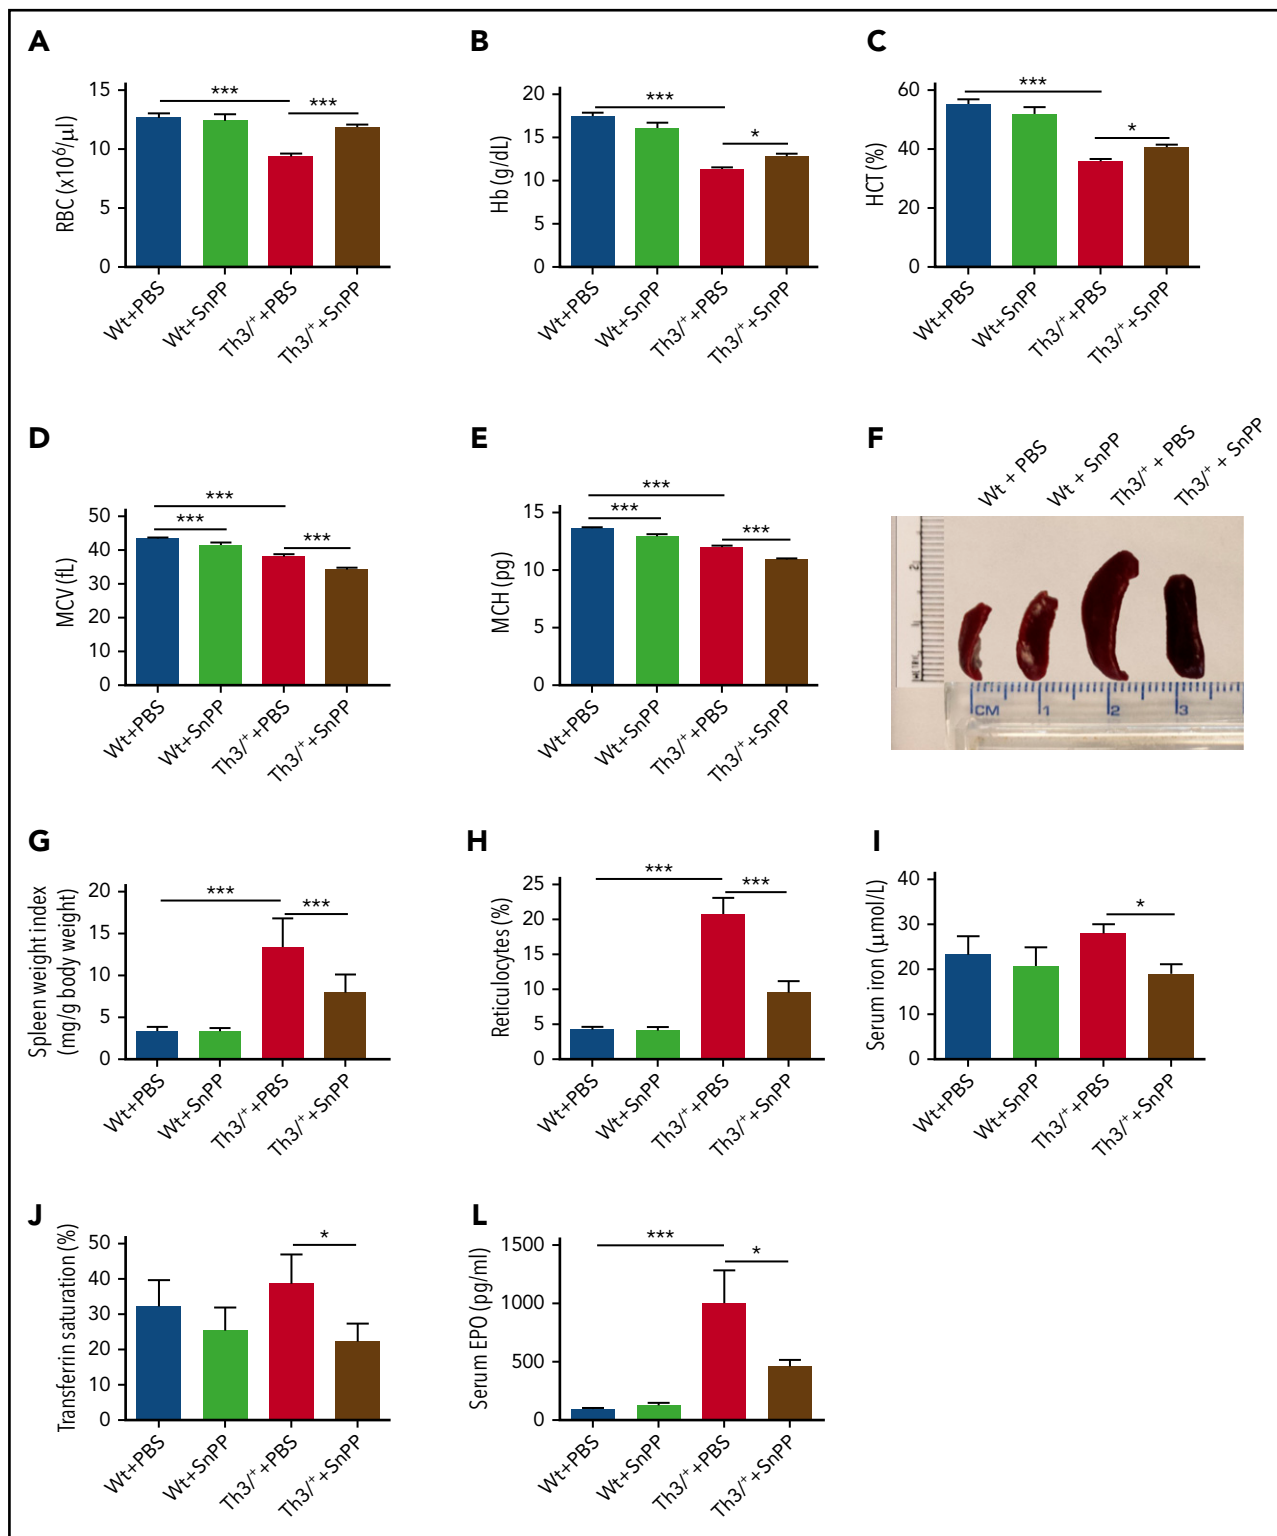 A
RBC (x10⁶/µl)
15
10
5
0
***
***
Wt+PBS
Wt+SnPP
Th3/⁺+PBS
Th3/⁺+SnPP
B
Hb (g/dL)
20
15
10
5
0
***
*
Wt+PBS
Wt+SnPP
Th3/⁺+PBS
Th3/⁺+SnPP
C
HCT (%)
60
40
20
0
***
*
Wt+PBS
Wt+SnPP
Th3/⁺+PBS
Th3/⁺+SnPP
D
MCV (fL)
50
40
30
20
10
0
***
***
***
Wt+PBS
Wt+SnPP
Th3/⁺+PBS
Th3/⁺+SnPP
E
MCH (pg)
15
10
5
0
***
***
***
Wt+PBS
Wt+SnPP
Th3/⁺+PBS
Th3/⁺+SnPP
F
Wt + PBS
Wt + SnPP
Th3/⁺ + PBS
Th3/⁺ + SnPP
CM 1 2 3
G
Spleen weight index
(mg/g body weight)
20
15
10
5
0
***
***
Wt+PBS
Wt+SnPP
Th3/⁺+PBS
Th3/⁺+SnPP
H
Reticulocytes (%)
25
20
15
10
5
0
***
***
Wt+PBS
Wt+SnPP
Th3/⁺+PBS
Th3/⁺+SnPP
I
Serum iron (µmol/L)
40
30
20
10
0
*
Wt+PBS
Wt+SnPP
Th3/⁺+PBS
Th3/⁺+SnPP
J
Transferrin saturation (%)
50
40
30
20
10
0
*
Wt+PBS
Wt+SnPP
Th3/⁺+PBS
Th3/⁺+SnPP
L
Serum EPO (pg/ml)
1500
1000
500
0
***
*
Wt+PBS
Wt+SnPP
Th3/⁺+PBS
Th3/⁺+SnPP